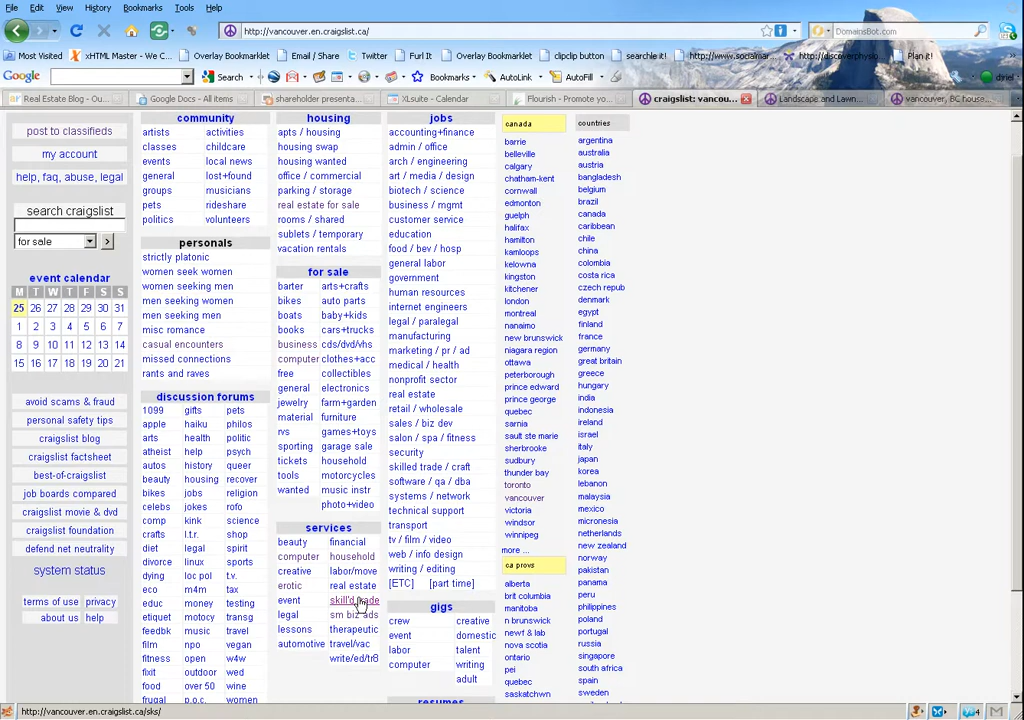 File Edit View History Bookmarks Tools Help
http://vancouver.en.craigslist.ca/
DomainsBot.com
Most Visited xHTML Master - We C... Overlay Bookmarklet Email / Share Twitter Furl It Overlay Bookmarklet clipclip button searchle it! http://www.socialmar... http://discoverphysio... Plan it!
Google Search Bookmarks AutoLink AutoFill
Real Estate Blog - Ou... Google Docs - All items shareholder presenta... XLsuite - Calendar Flourish - Promote yo... craigslist: vancou... Landscape and Lawn... vancouver, BC house...
post to classifieds
my account
help, faq, abuse, legal
search craigslist
for sale >
event calendar
M T W T F S S
25 26 27 28 29 30 31
1 2 3 4 5 6 7
8 9 10 11 12 13 14
15 16 17 18 19 20 21
avoid scams & fraud
personal safety tips
craigslist blog
craigslist factsheet
best-of-craigslist
job boards compared
craigslist movie & dvd
craigslist foundation
defend net neutrality
system status
terms of use privacy
about us help
community
artists activities
classes childcare
events local news
general lost+found
groups musicians
pets rideshare
politics volunteers
personals
strictly platonic
women seek women
women seeking men
men seeking women
men seeking men
misc romance
casual encounters
missed connections
rants and raves
discussion forums
1099 gifts pets
apple haiku philos
arts health politic
atheist help psych
autos history queer
beauty housing recover
bikes jobs religion
celebs jokes rofo
comp kink science
crafts l.t.r. shop
diet legal spirit
divorce linux sports
dying loc pol t.v.
eco m4m tax
educ money testing
etiquet motocy transg
feedbk music travel
film npo vegan
fitness open w4w
fixit outdoor wed
food over 50 wine
frugal p.o.c. women
housing
apts / housing
housing swap
housing wanted
office / commercial
parking / storage
real estate for sale
rooms / shared
sublets / temporary
vacation rentals
for sale
barter arts+crafts
bikes auto parts
boats baby+kids
books cars+trucks
business cds/dvd/vhs
computer clothes+acc
free collectibles
general electronics
jewelry farm+garden
material furniture
rvs games+toys
sporting garage sale
tickets household
tools motorcycles
wanted music instr
photo+video
services
beauty financial
computer household
creative labor/move
erotic real estate
event
legal sm biz ads
lessons therapeutic
automotive travel/vac
write/ed/tr8
jobs
accounting+finance
admin / office
arch / engineering
art / media / design
biotech / science
business / mgmt
customer service
education
food / bev / hosp
general labor
government
human resources
internet engineers
legal / paralegal
manufacturing
marketing / pr / ad
medical / health
nonprofit sector
real estate
retail / wholesale
sales / biz dev
salon / spa / fitness
security
skilled trade / craft
software / qa / dba
systems / network
technical support
transport
tv / film / video
web / info design
writing / editing
[ETC] [part time]
gigs
crew creative
event domestic
labor talent
computer writing
adult
resumes
canada
barrie
belleville
calgary
chatham-kent
cornwall
edmonton
guelph
halifax
hamilton
kamloops
kelowna
kingston
kitchener
london
montreal
nanaimo
new brunswick
niagara region
ottawa
peterborough
prince edward
prince george
quebec
sarnia
sault ste marie
sherbrooke
sudbury
thunder bay
toronto
vancouver
victoria
windsor
winnipeg
more ...
ca provs
alberta
brit columbia
manitoba
n brunswick
newf & lab
nova scotia
ontario
pei
quebec
saskatchwn
countries
argentina
australia
austria
bangladesh
belgium
brazil
canada
caribbean
chile
china
colombia
costa rica
czech repub
denmark
egypt
finland
france
germany
great britain
greece
hungary
india
indonesia
ireland
israel
italy
japan
korea
lebanon
malaysia
mexico
micronesia
netherlands
new zealand
norway
pakistan
panama
peru
philippines
poland
portugal
russia
singapore
south africa
spain
sweden
http://vancouver.en.craigslist.ca/sks/